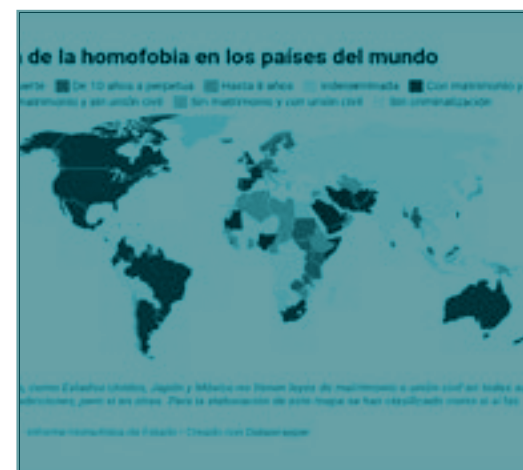 de la homofobia en los países del mundo
De 10 años a perpetua Hasta 8 años Indeterminada Con matrimonio y
matrimonio y sin unión civil Sin matrimonio y con unión civil Sin criminalización
como Estados Unidos, Japón y México no tienen leyes de matrimonio o unión civil en todas
pero sí en otras. Para la elaboración de este mapa se han clasificado como si
Informe Homofobia de Estado • Creado con Datawrapper